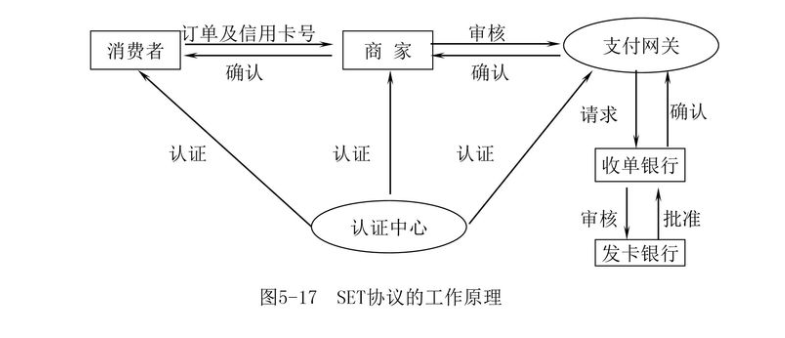 订单及信用卡号
审核
消费者
商 家
支付网关
确认
确认
请求
确认
认证
认证
认证
收单银行
审核
批准
认证中心
发卡银行
图5-17 SET协议的工作原理